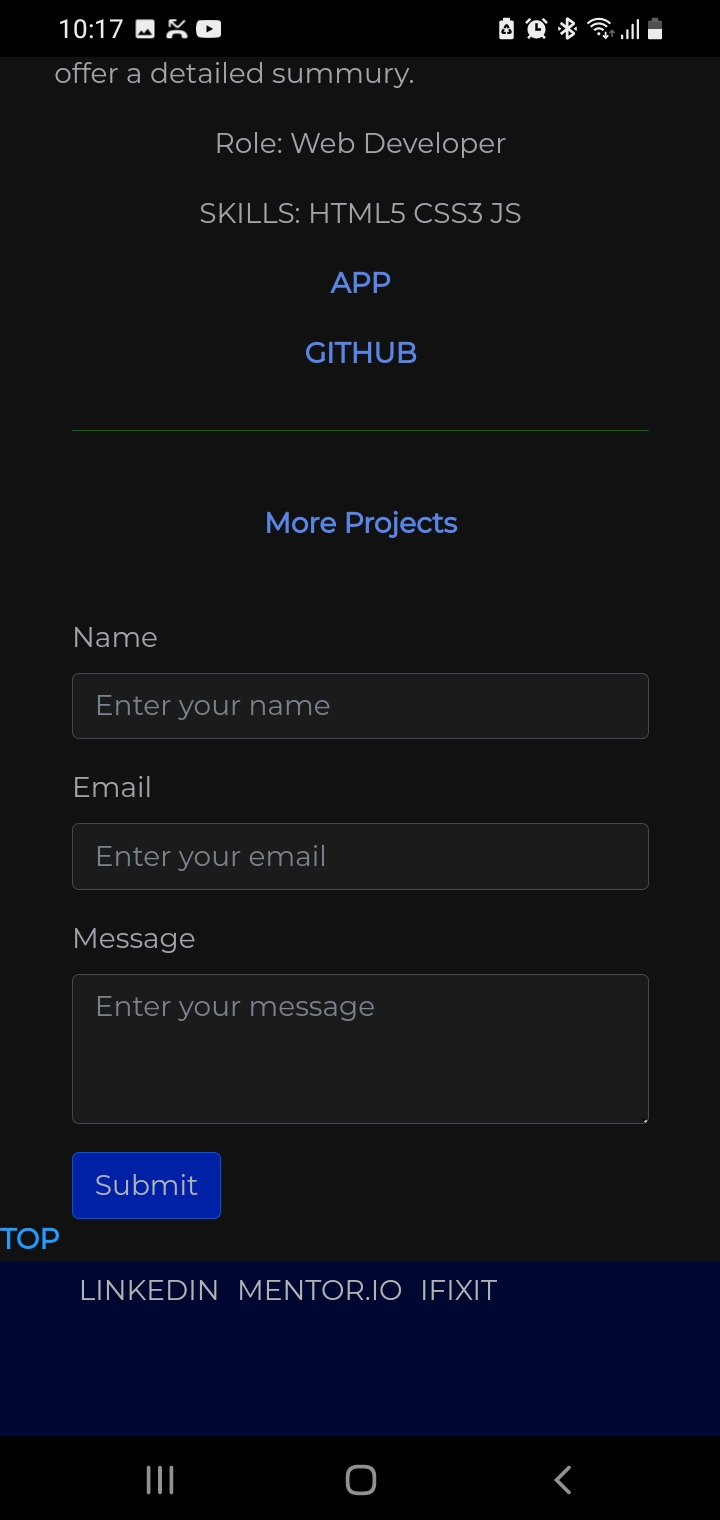 10:17
offer a detailed summury.
Role: Web Developer
SKILLS: HTML5 CSS3 JS
APP
GITHUB
More Projects
Name
Enter your name
Email
Enter your email
Message
Enter your message
Submit
TOP
LINKEDIN MENTOR.IO IFIXIT